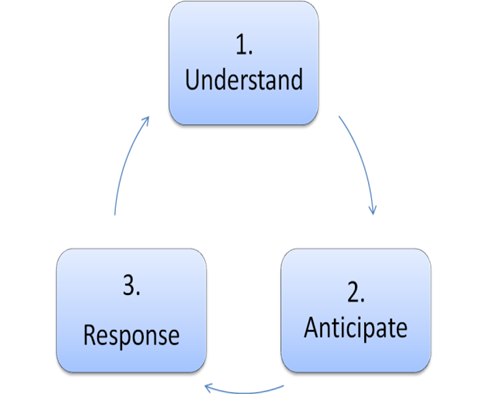 1.
Understand
2.
Anticipate
3.
Response